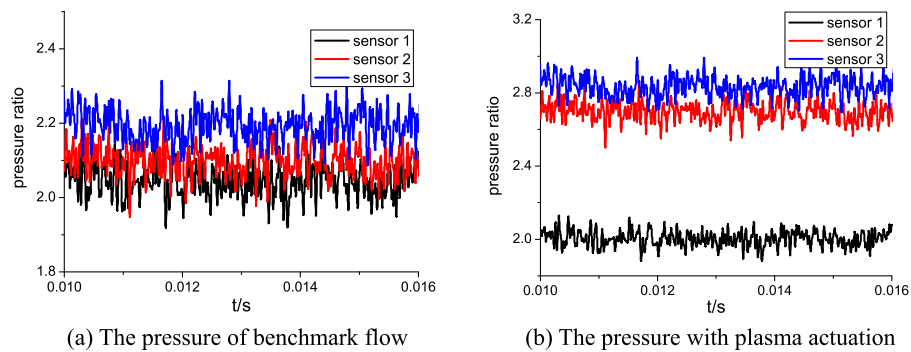 2.4
2.2
2.0
1.8
pressure ratio
sensor 1
sensor 2
sensor 3
0.010
0.012
0.014
0.016
t/s
(a) The pressure of benchmark flow
3.2
2.8
2.4
2.0
pressure ratio
sensor 1
sensor 2
sensor 3
0.010
0.012
0.014
0.016
t/s
(b) The pressure with plasma actuation